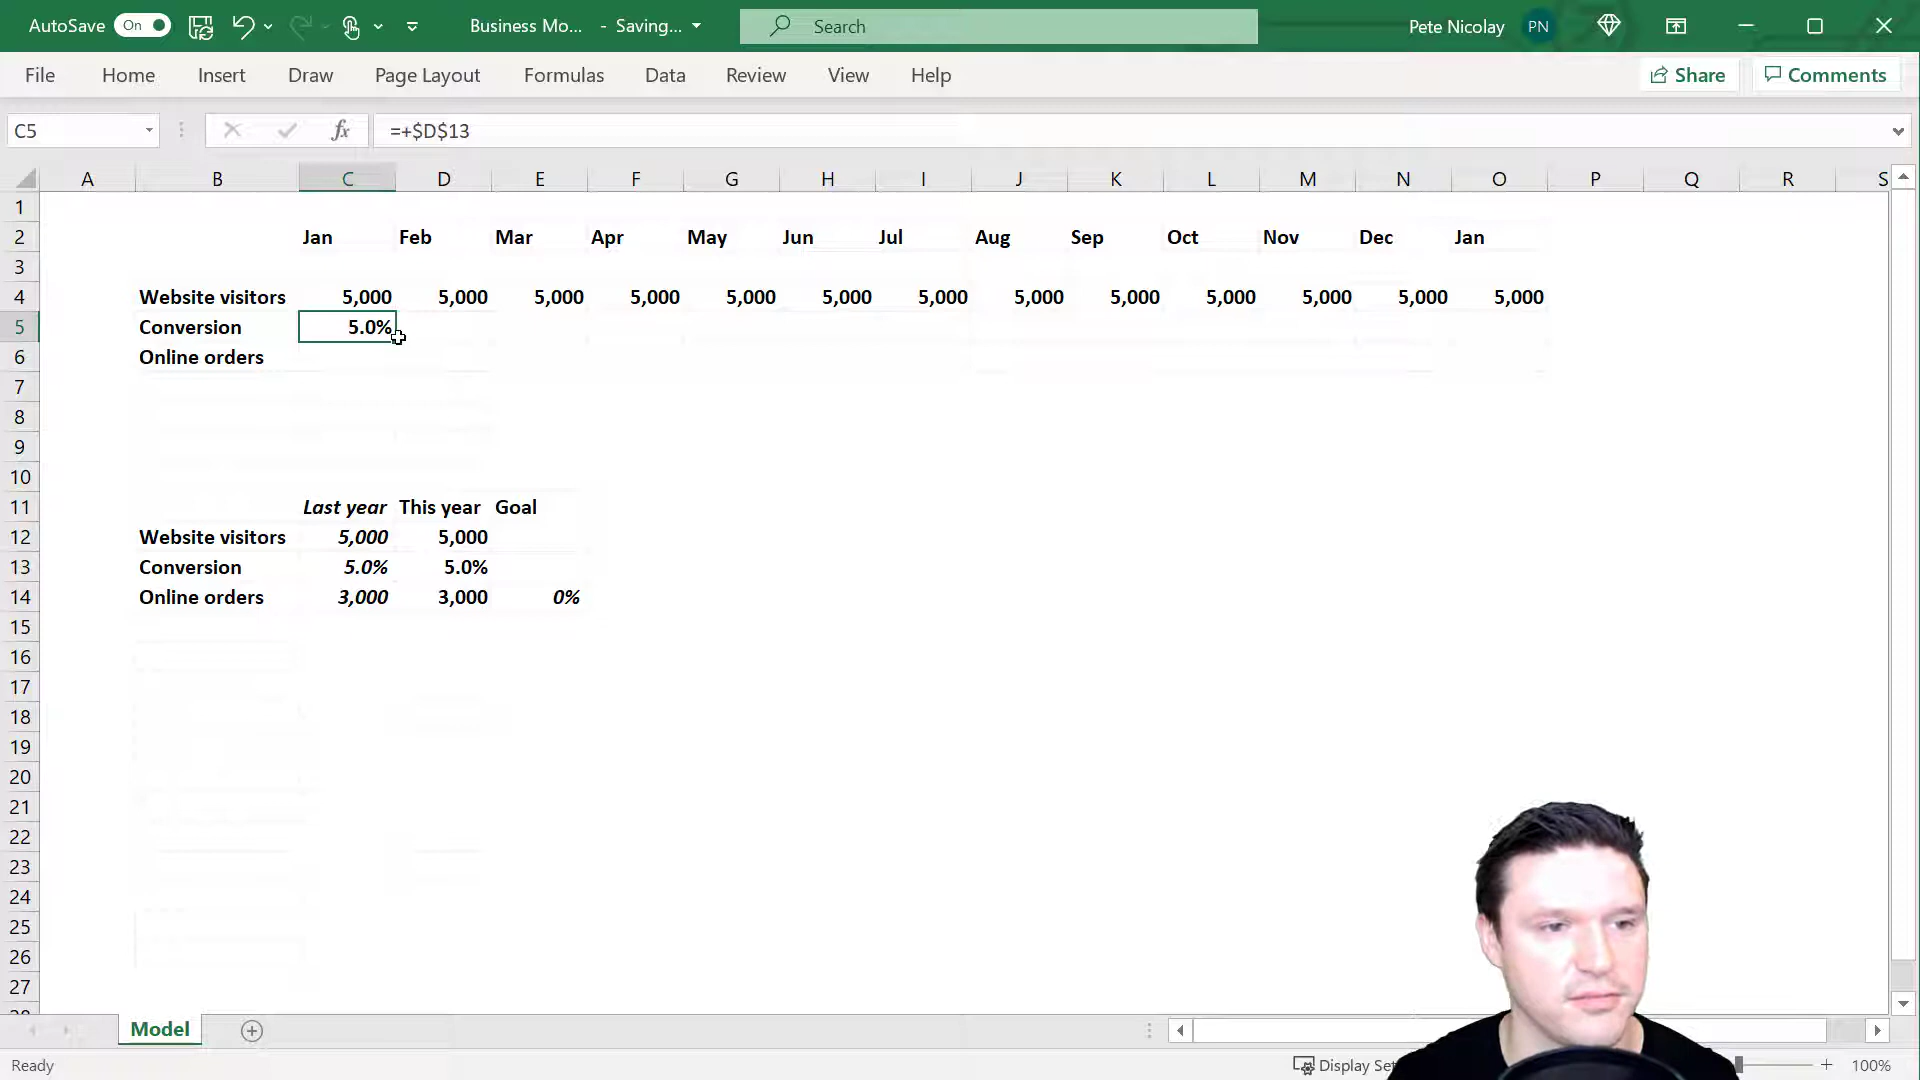 AutoSave On Business Mo... - Saving... Search Pete Nicolay PN
File Home Insert Draw Page Layout Formulas Data Review View Help Share Comments
C5 fx =+$D$13
A B C D E F G H I J K L M N O P Q R S
1
2 Jan Feb Mar Apr May Jun Jul Aug Sep Oct Nov Dec Jan
3
4 Website visitors 5,000 5,000 5,000 5,000 5,000 5,000 5,000 5,000 5,000 5,000 5,000 5,000 5,000
5 Conversion 5.0%
6 Online orders
7
8
9
10
11 Last year This year Goal
12 Website visitors 5,000 5,000
13 Conversion 5.0% 5.0%
14 Online orders 3,000 3,000 0%
15
16
17
18
19
20
21
22
23
24
25
26
27
Model
Ready Display Set 100%